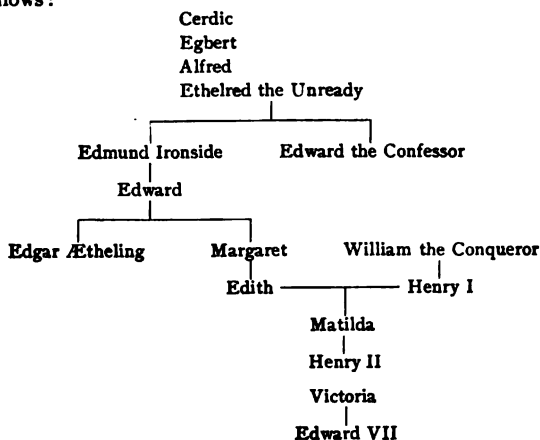 Cerdic
Egbert
Alfred
Ethelred the Unready
Edmund Ironside Edward the Confessor
Edward
Edgar Ætheling Margaret William the Conqueror
Edith Henry I
Matilda
Henry II
Victoria
Edward VII